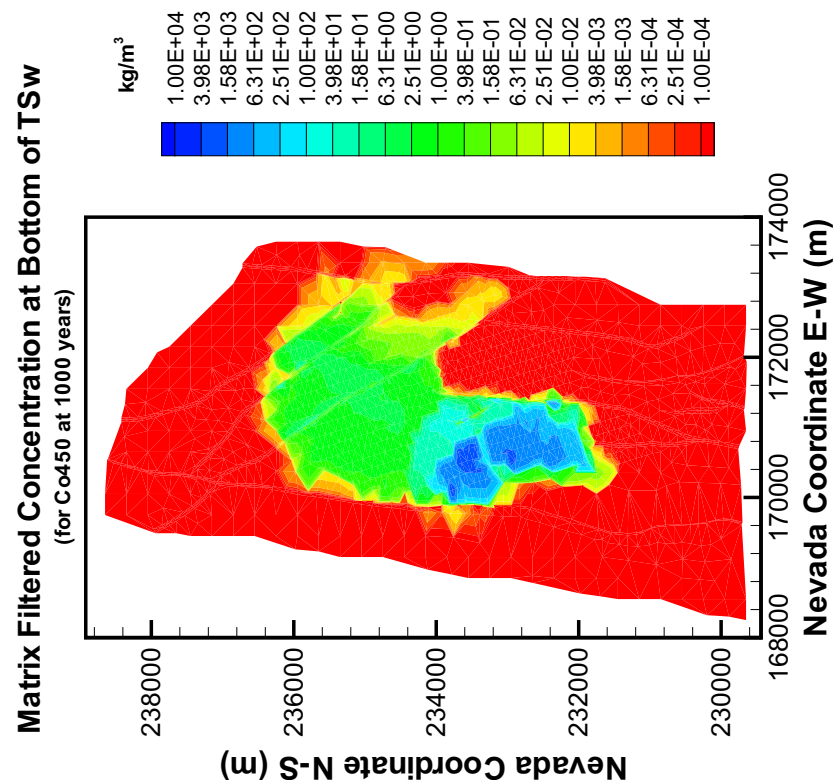 Matrix Filtered Concentration at Bottom of TSw
(for Co450 at 1000 years)
kg/m³
1.00E+04
3.98E+03
1.58E+03
6.31E+02
2.51E+02
1.00E+02
3.98E+01
1.58E+01
6.31E+00
2.51E+00
1.00E+00
3.98E-01
1.58E-01
6.31E-02
2.51E-02
1.00E-02
3.98E-03
1.58E-03
6.31E-04
2.51E-04
1.00E-04
238000
236000
234000
232000
230000
Nevada Coordinate N-S (m)
168000
170000
172000
174000
Nevada Coordinate E-W (m)